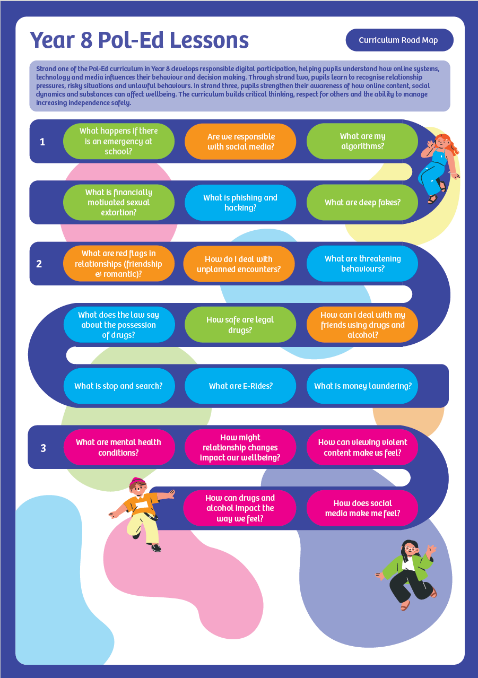 Year 8 Pol-Ed Lessons
Curriculum Road Map
Strand one of the Pol-Ed curriculum in Year 8 develops responsible digital participation, helping pupils understand how online systems,
technology and media influences their behaviour and decision making. Through strand two, pupils learn to recognise relationship
pressures, risky situations and unlawful behaviours. In strand three, pupils strengthen their awareness of how online content, social
dynamics and substances can affect wellbeing. The curriculum builds critical thinking, respect for others and the ability to manage
increasing independence safely.
1
What happens if there
is an emergency at
school?
Are we responsible
with social media?
What are my
algorithms?
What is financially
motivated sexual
extortion?
What is phishing and
hacking?
What are deep fakes?
2
What are red flags in
relationships (friendship
& romantic)?
How do I deal with
unplanned encounters?
What are threatening
behaviours?
What does the law say
about the possession
of drugs?
How safe are legal
drugs?
How can I deal with my
friends using drugs and
alcohol?
What is stop and search?
What are E-Rides?
What is money laundering?
3
What are mental health
conditions?
How might
relationship changes
impact our wellbeing?
How can viewing violent
content make us feel?
How can drugs and
alcohol impact the
way we feel?
How does social
media make me feel?